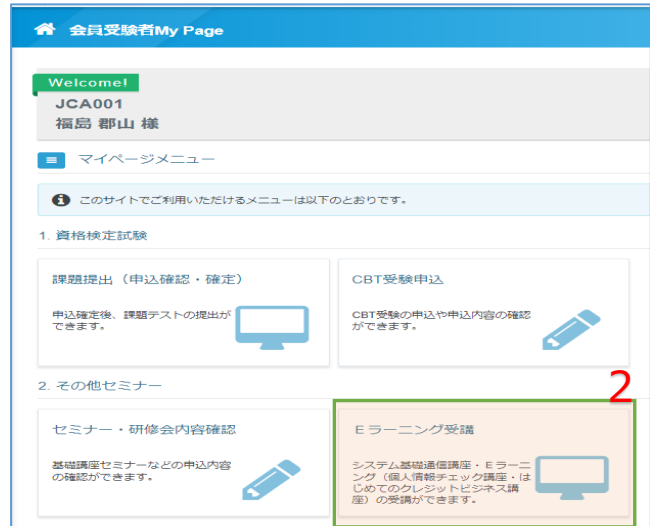 会員受験者My Page
Welcome!
JCA001
福島 郡山 様
マイページメニュー
このサイトでご利用いただけるメニューは以下のとおりです。
1. 資格検定試験
課題提出（申込確認・確定）
申込確定後、課題テストの提出が
できます。
CBT受験申込
CBT受験の申込や申込内容の確認
ができます。
2. その他セミナー
2
セミナー・研修会内容確認
基礎講座セミナーなどの申込内容
の確認ができます。
Ｅラーニング受講
システム基礎通信講座・Ｅラーニ
ング（個人情報チェック講座・は
じめてのクレジットビジネス講
座）の受講ができます。